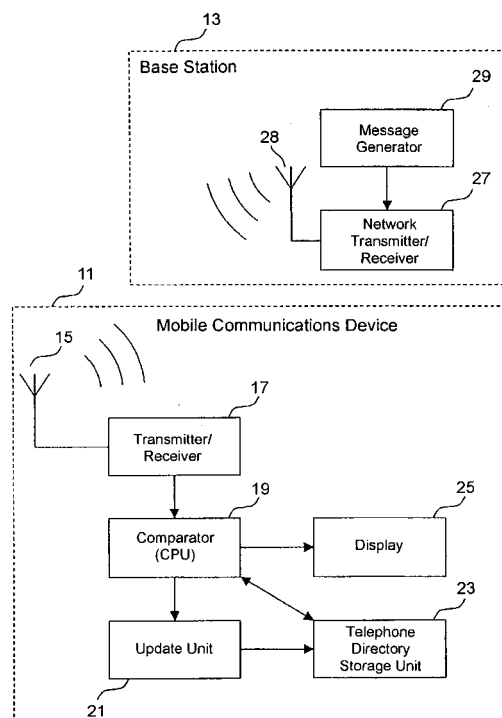 13
Base Station
29
Message
Generator
28
27
Network
Transmitter/
Receiver
11
Mobile Communications Device
15
17
Transmitter/
Receiver
19
Comparator
(CPU)
25
Display
23
Update Unit
Telephone
Directory
Storage Unit
21